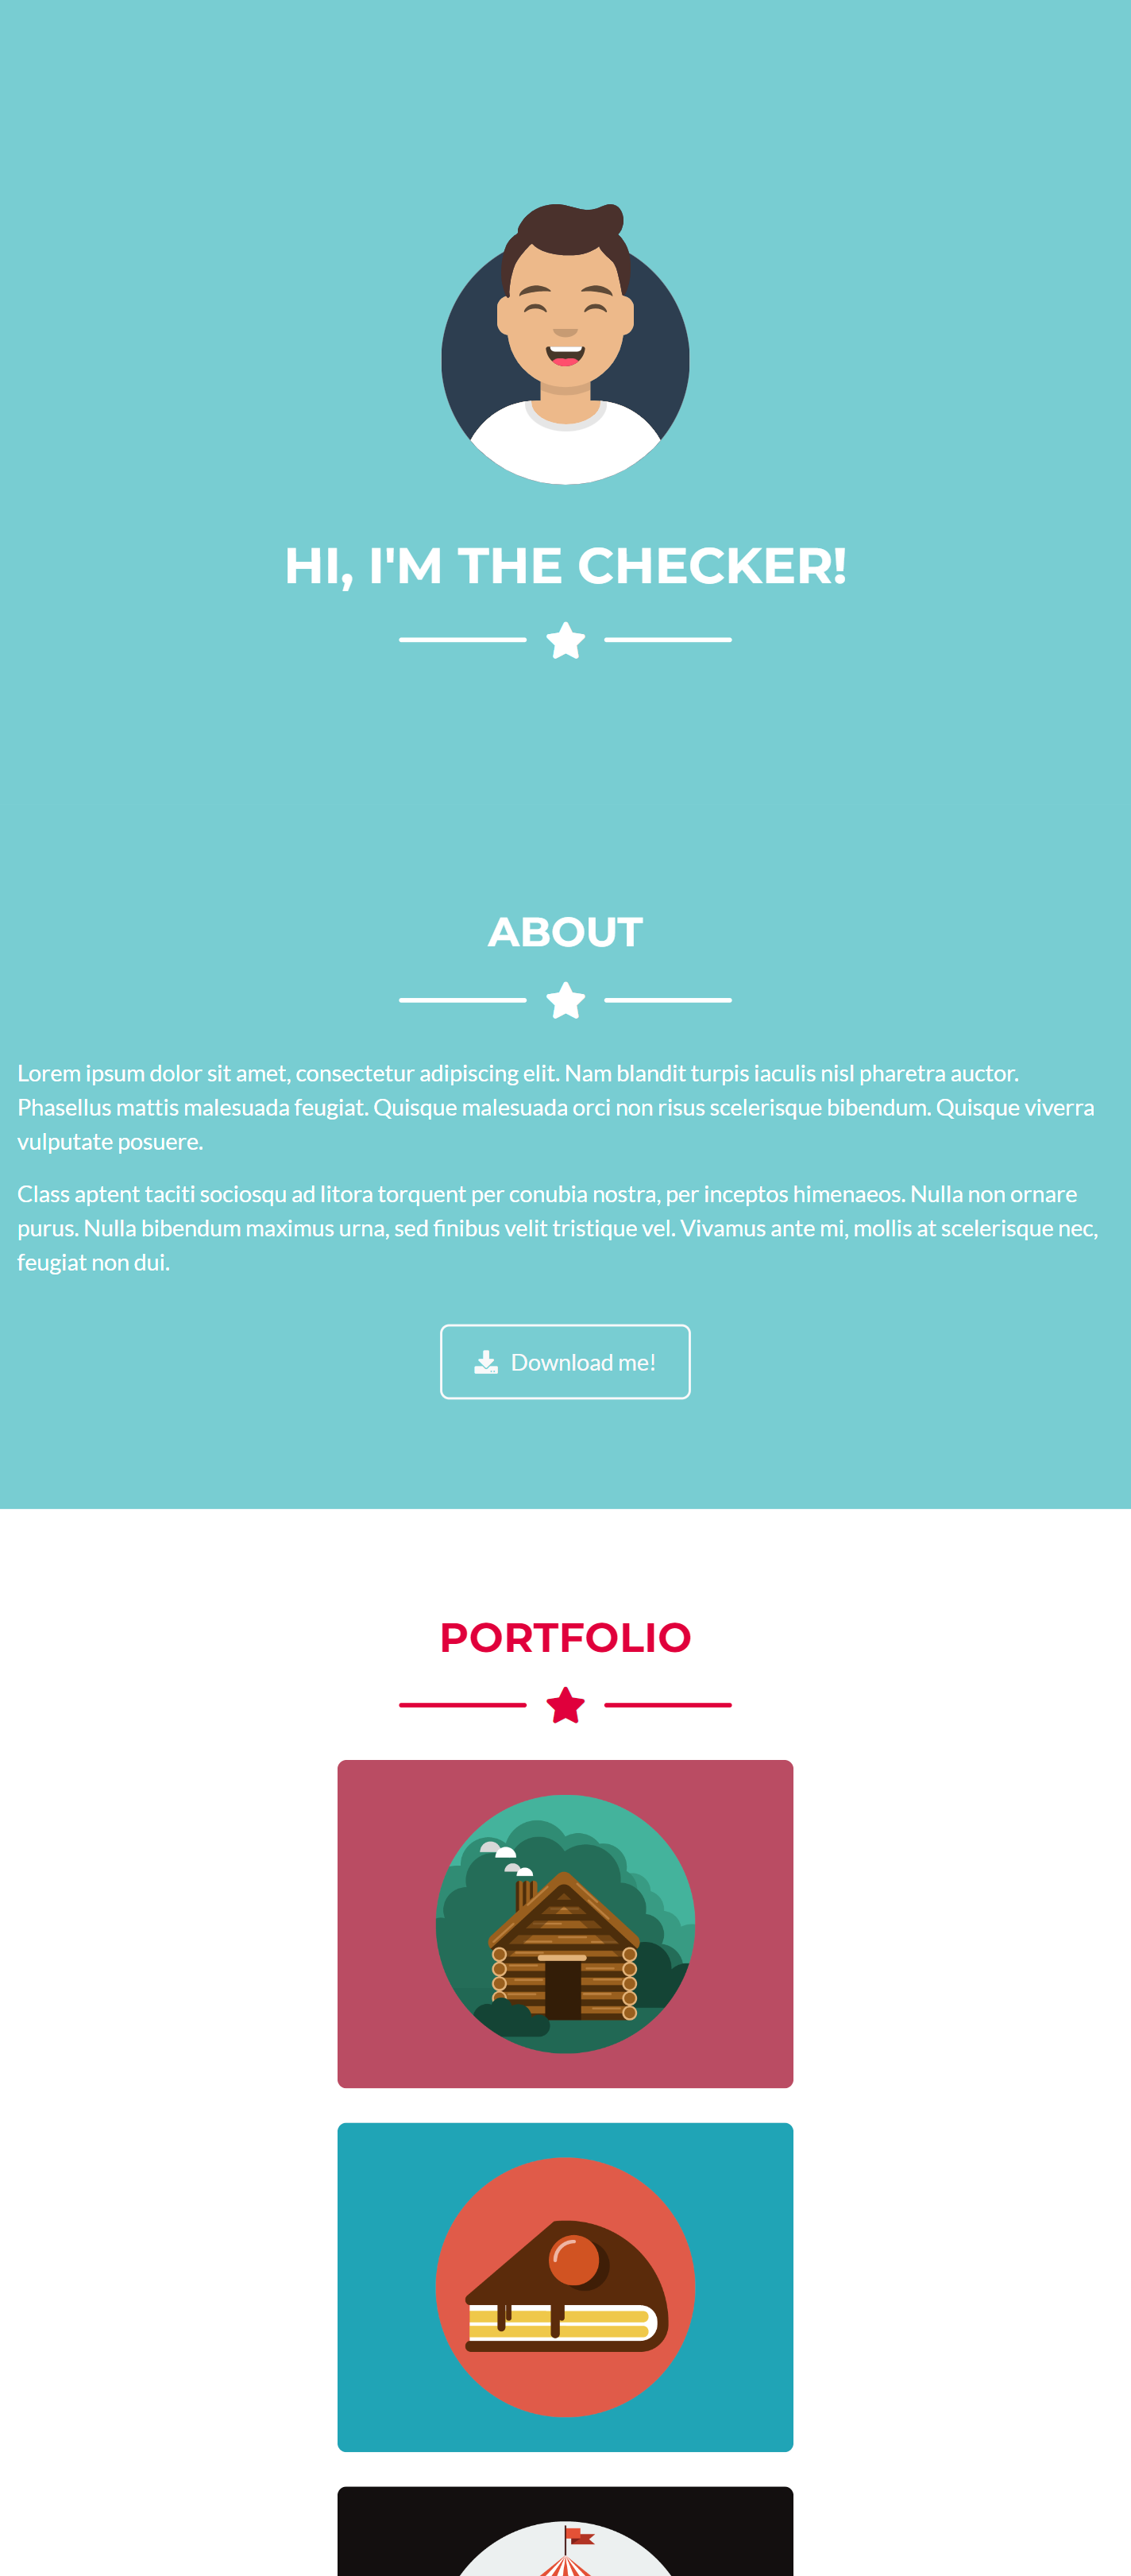 HI, I'M THE CHECKER!
ABOUT
Lorem ipsum dolor sit amet, consectetur adipiscing elit. Nam blandit turpis iaculis nisl pharetra auctor.
Phasellus mattis malesuada feugiat. Quisque malesuada orci non risus scelerisque bibendum. Quisque viverra
vulputate posuere.
Class aptent taciti sociosqu ad litora torquent per conubia nostra, per inceptos himenaeos. Nulla non ornare
purus. Nulla bibendum maximus urna, sed finibus velit tristique vel. Vivamus ante mi, mollis at scelerisque nec,
feugiat non dui.
Download me!
PORTFOLIO